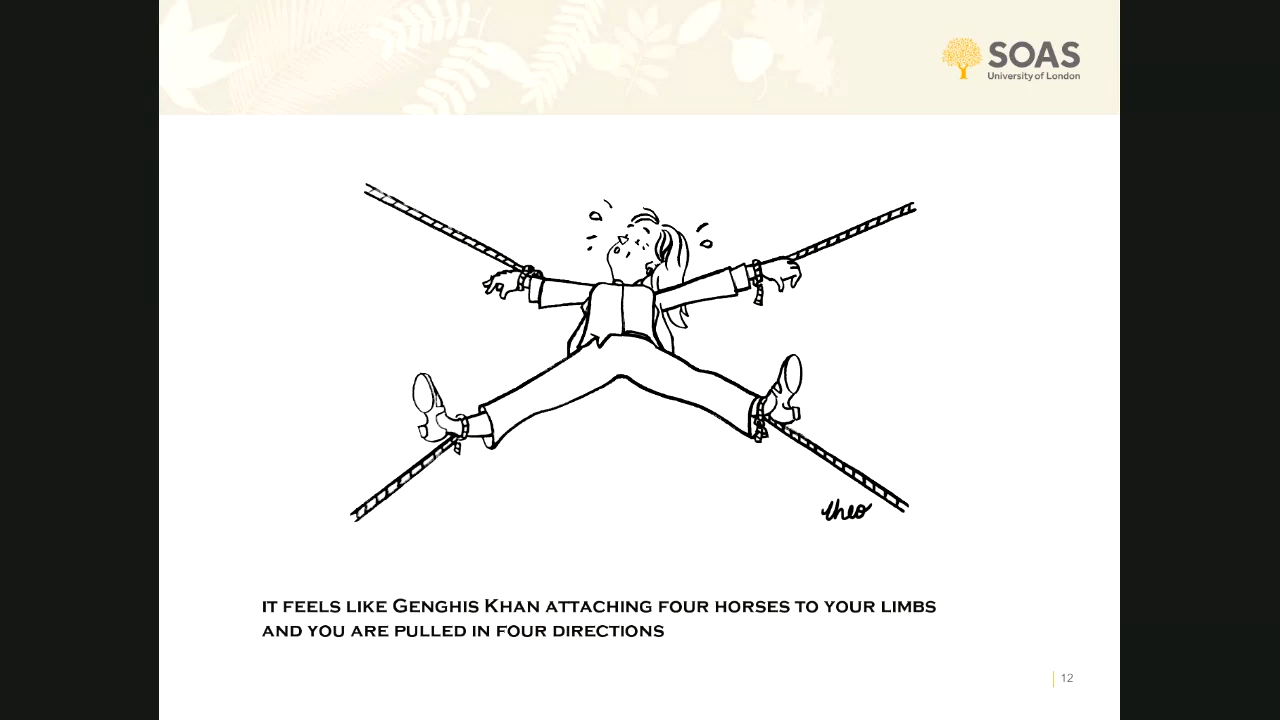 SOAS
University of London
theo
IT FEELS LIKE GENGHIS KHAN ATTACHING FOUR HORSES TO YOUR LIMBS
AND YOU ARE PULLED IN FOUR DIRECTIONS
12